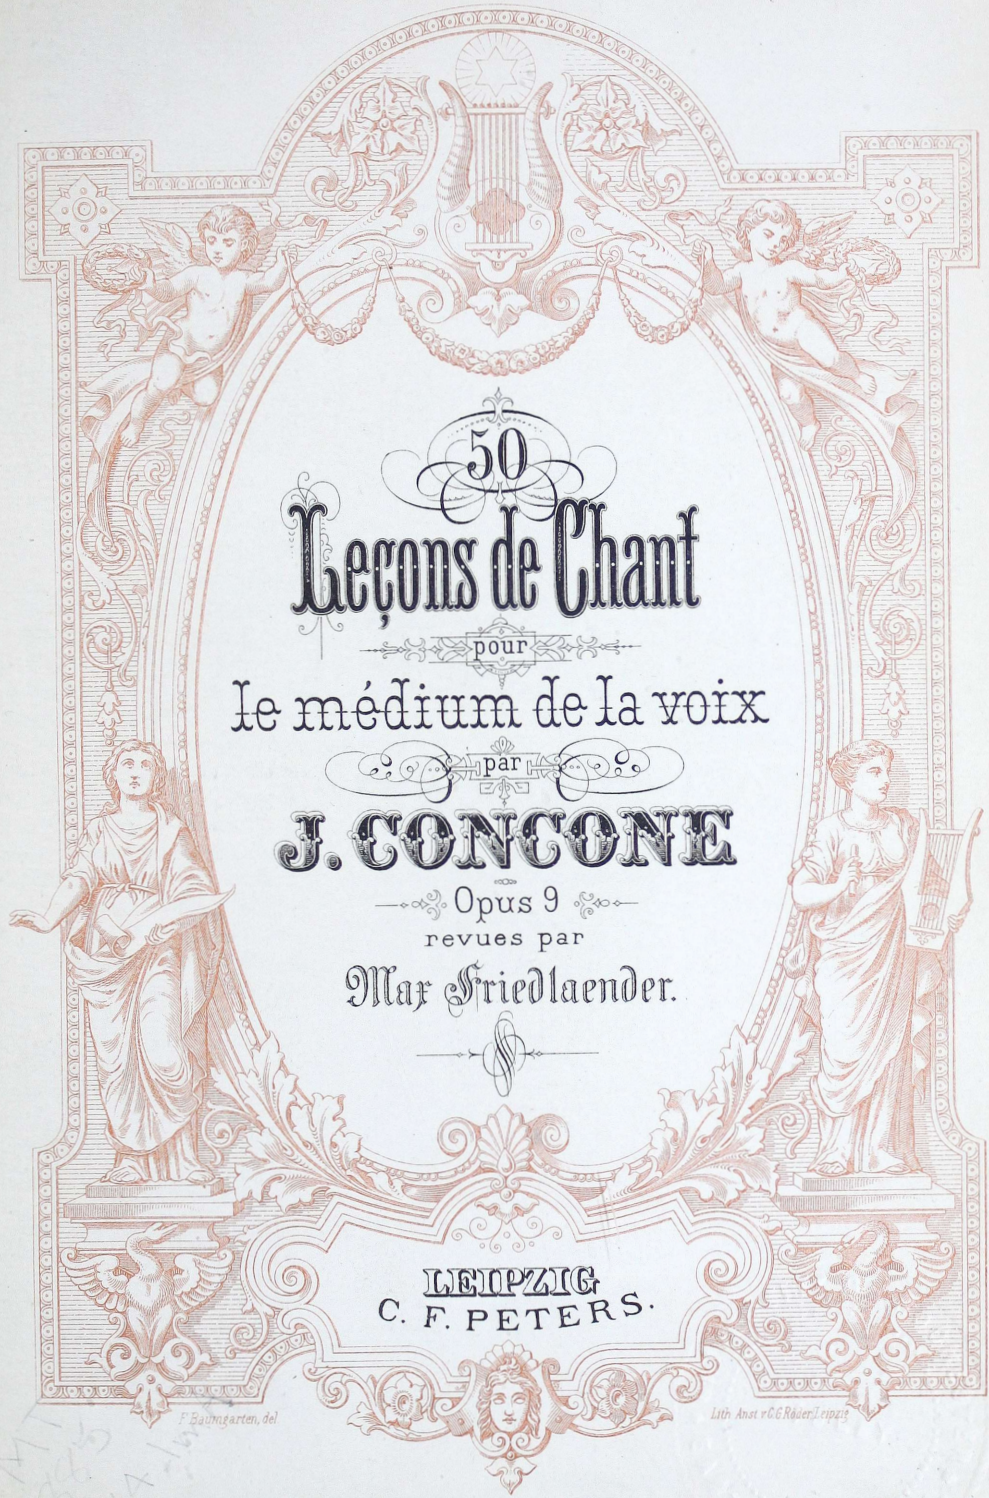 50
Leçons de Chant
pour
le médium de la voix
par
J. CONCONE
Opus 9
revues par
Max Friedlaender.
LEIPZIG
C. F. PETERS.
F. Baumgarten, del
Lith. Anst. v. C. G. Röder, Leipzig